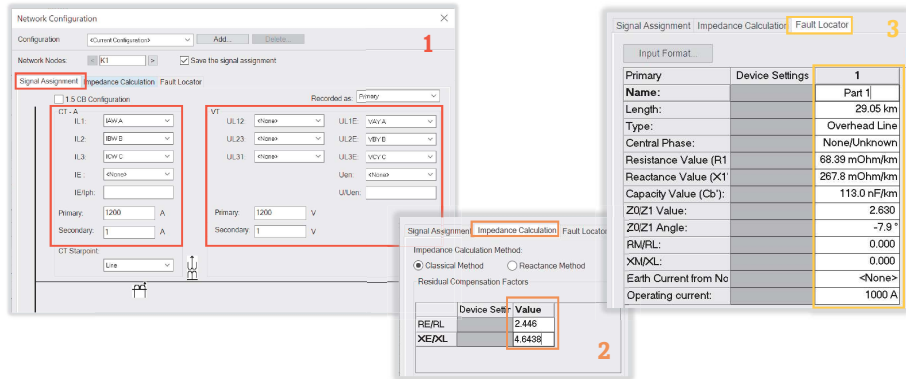 Network Configuration
Configuration <Current Configuration> Add... Delete...
1
Network Nodes: < K1 > Save the signal assignment
Signal Assignment Impedance Calculation Fault Locator
1.5 CB Configuration Recorded as: Primary
CT - A VT
IL1: IAW A UL12: <None> UL1E: VAY A
IL2: IBW B UL23: <None> UL2E: VBY B
IL3: ICW C UL31: <None> UL3E: VCY C
IE: <None> Uen: <None>
IE/Iph: U/Uen:
Primary: 1200 A Primary: 1200 V
Secondary: 1 A Secondary: 1 V
CT Starpoint:
Line
Signal Assignment Impedance Calculation Fault Locator
Impedance Calculation Method:
Classical Method Reactance Method
Residual Compensation Factors
Device Settir Value
RE/RL 2.446
XE/XL 4.6438
2
Signal Assignment Impedance Calculation Fault Locator
3
Input Format...
Primary Device Settings 1
Name: Part 1
Length: 29.05 km
Type: Overhead Line
Central Phase: None/Unknown
Resistance Value (R1 68.39 mOhm/km
Reactance Value (X1' 267.8 mOhm/km
Capacity Value (Cb'): 113.0 nF/km
Z0/Z1 Value: 2.630
Z0/Z1 Angle: -7.9 °
RM/RL: 0.000
XM/XL: 0.000
Earth Current from No <None>
Operating current: 1000 A